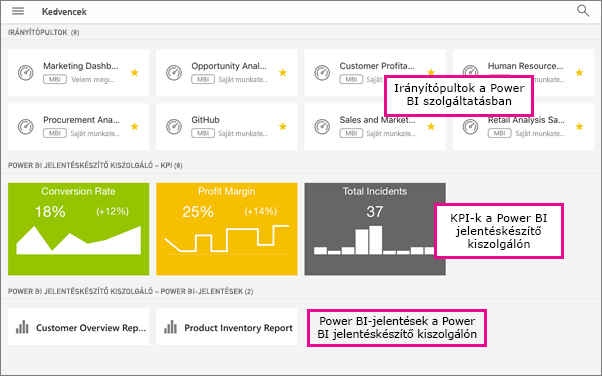 Kedvencek
IRÁNYÍTÓPULTOK (8)
Marketing Dashb...
MBI Velem megi...
Opportunity Anal...
MBI Saját munkate...
Customer Profita...
MBI
Human Resource...
Saját munkate...
Irányítópultok a Power
BI szolgáltatásban
Procurement Ana...
MBI Saját munkate...
GitHub
MBI Saját munkate...
Sales and Market...
MBI Saját munkate...
Retail Analysis Sa...
MBI Saját munkate...
POWER BI JELENTÉSKÉSZÍTŐ KISZOLGÁLÓ – KPI (8)
Conversion Rate
18% (+12%)
Profit Margin
25% (+14%)
Total Incidents
37
KPI-k a Power BI
jelentéskészítő
kiszolgálón
POWER BI JELENTÉSKÉSZÍTŐ KISZOLGÁLÓ – POWER BI-JELENTÉSEK (2)
Customer Overview Rep...
Product Inventory Report
Power BI-jelentések a Power
BI jelentéskészítő kiszolgálón